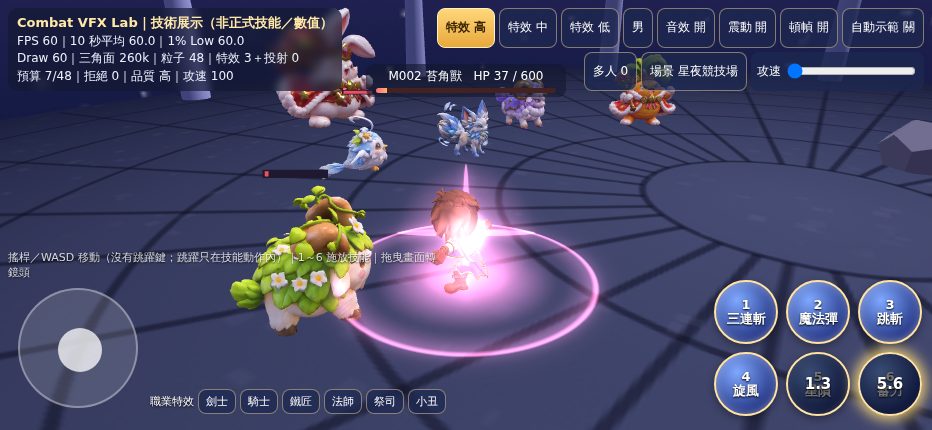 Combat VFX Lab｜技術展示（非正式技能／數值）
FPS 60｜10 秒平均 60.0｜1% Low 60.0
Draw 60｜三角面 260k｜粒子 48｜特效 3＋投射 0
預算 7/48｜拒絕 0｜品質 高｜攻速 100
特效 高
特效 中
特效 低
男
音效 開
震動 開
頓幀 開
自動示範 關
多人 0
場景 星夜競技場
攻速
M002 苔角獸 HP 37 / 600
搖桿／WASD 移動（沒有跳躍鍵；跳躍只在技能動作內）｜1～6 施放技能｜拖曳畫面轉
鏡頭
1
三連斬
2
魔法彈
3
跳斬
4
旋風
1.3
5.6
職業特效
劍士
騎士
鐵匠
法師
祭司
小丑